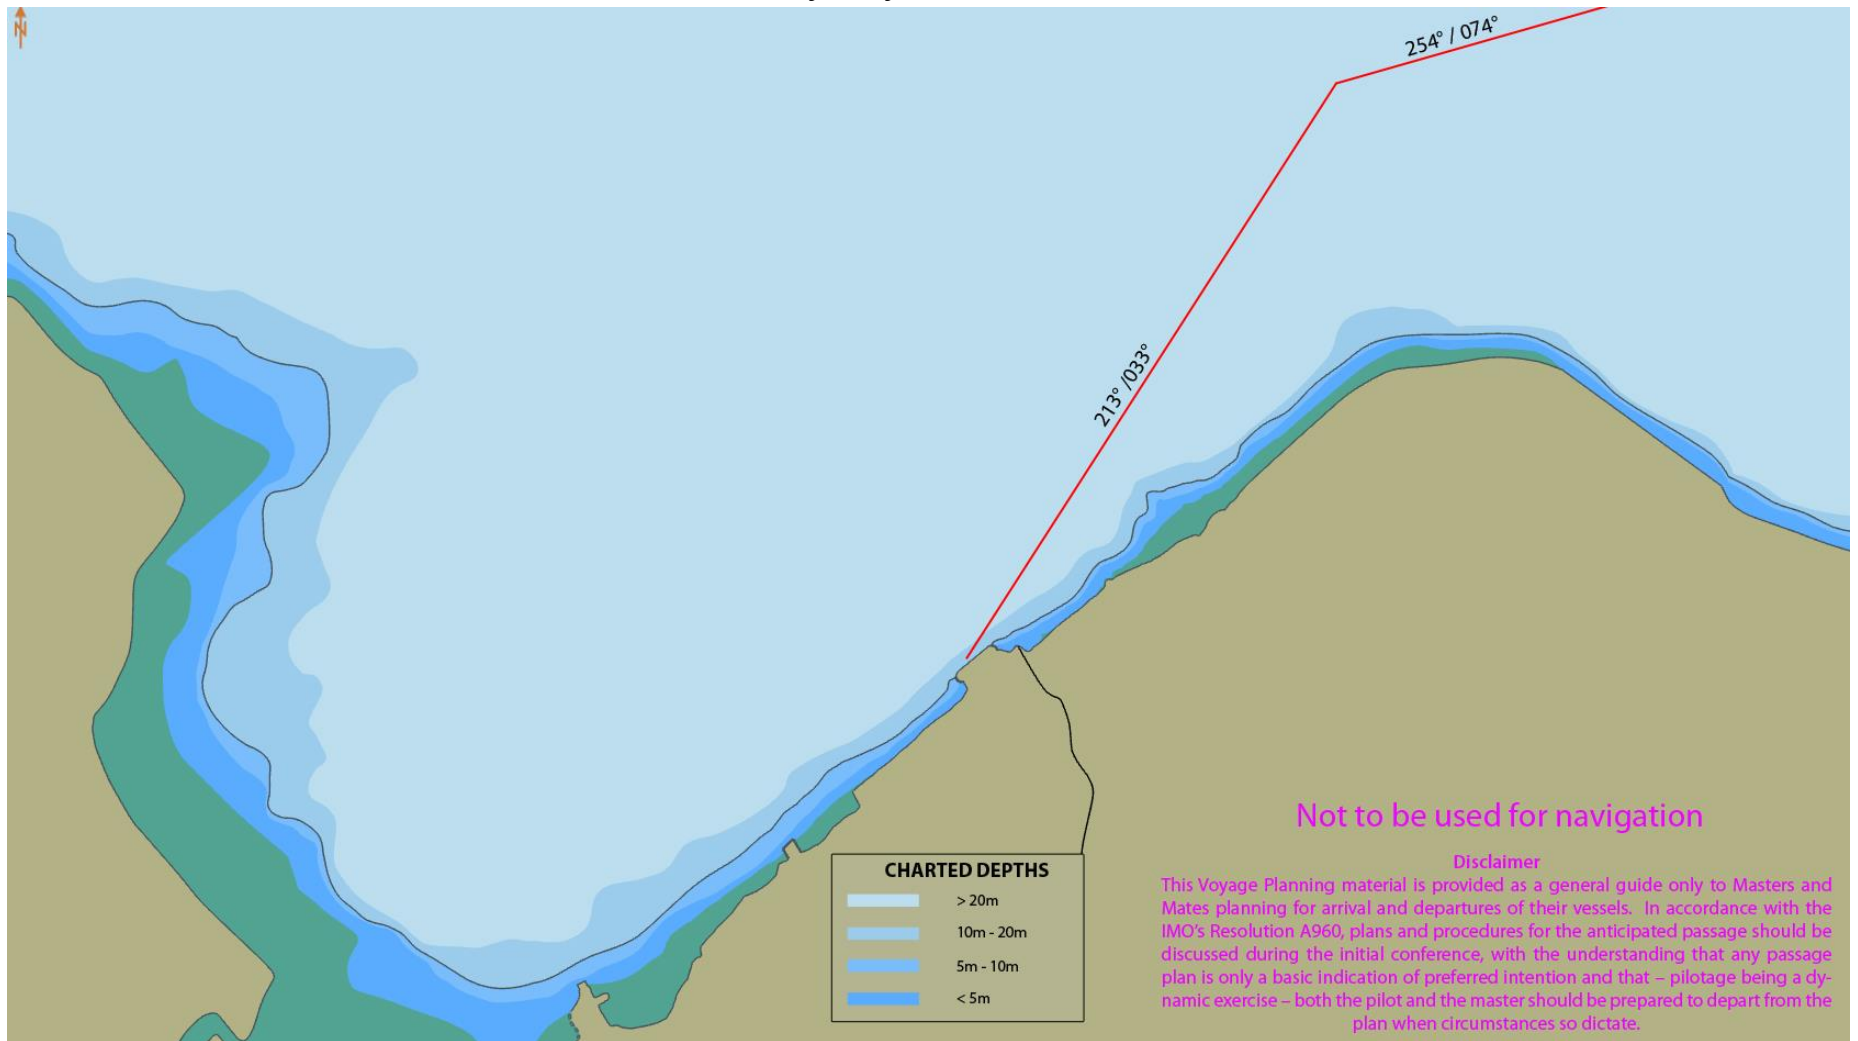 N
254° / 074°
213° /033°
Not to be used for navigation
CHARTED DEPTHS
> 20m
10m - 20m
5m - 10m
< 5m
Disclaimer
This Voyage Planning material is provided as a general guide only to Masters and
Mates planning for arrival and departures of their vessels. In accordance with the
IMO's Resolution A960, plans and procedures for the anticipated passage should be
discussed during the initial conference, with the understanding that any passage
plan is only a basic indication of preferred intention and that – pilotage being a dy-
namic exercise – both the pilot and the master should be prepared to depart from the
plan when circumstances so dictate.